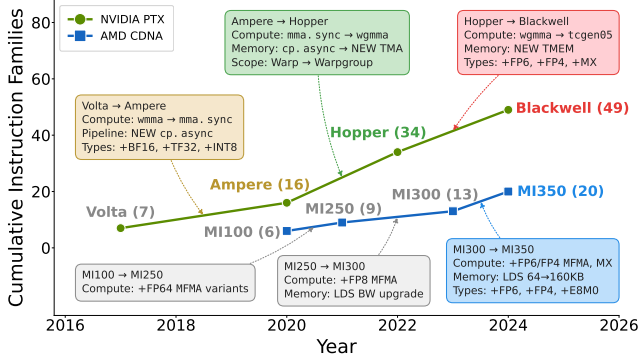 NVIDIA PTX
AMD CDNA
Ampere → Hopper
Compute: mma.sync → wgmma
Memory: cp.async → NEW TMA
Scope: Warp → Warpgroup
Hopper → Blackwell
Compute: wgmma → tcgen05
Memory: NEW TMEM
Types: +FP6, +FP4, +MX
Volta → Ampere
Compute: wmma → mma.sync
Pipeline: NEW cp.async
Types: +BF16, +TF32, +INT8
Volta (7)
Ampere (16)
Hopper (34)
Blackwell (49)
MI100 (6)
MI250 (9)
MI300 (13)
MI350 (20)
MI100 → MI250
Compute: +FP64 MFMA variants
MI250 → MI300
Compute: +FP8 MFMA
Memory: LDS BW upgrade
MI300 → MI350
Compute: +FP6/FP4 MFMA, MX
Memory: LDS 64→160KB
Types: +FP6, +FP4, +E8M0
Cumulative Instruction Families
80
60
40
20
0
2016
2018
2020
2022
2024
2026
Year